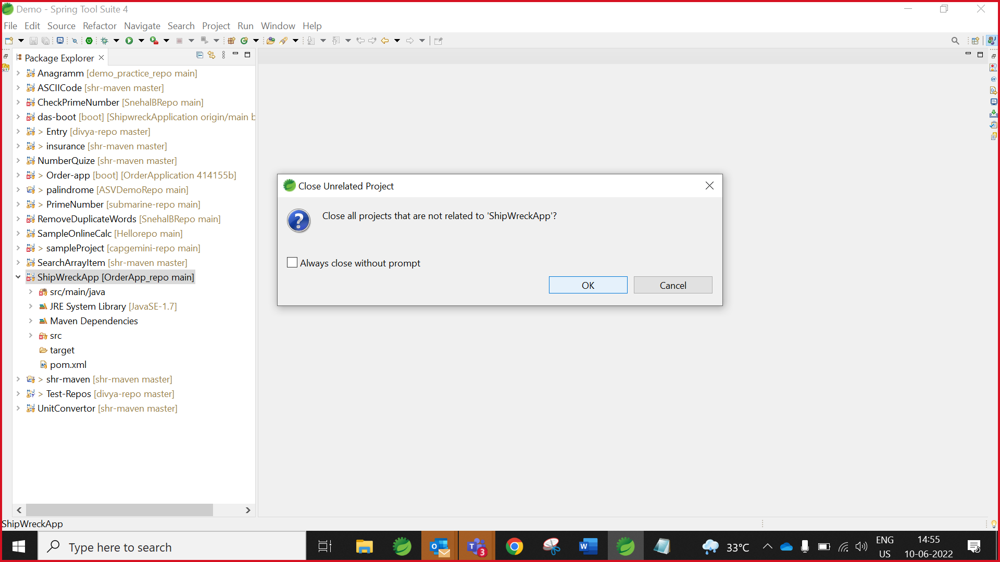 Demo - Spring Tool Suite 4
File Edit Source Refactor Navigate Search Project Run Window Help
Package Explorer
Anagramm [demo_practice_repo main]
ASCIICode [shr-maven master]
CheckPrimeNumber [SnehalBRepo main]
das-boot [boot] [ShipwreckApplication origin/main b
> Entry [divya-repo master]
> insurance [shr-maven master]
NumberQuize [shr-maven master]
> Order-app [boot] [OrderApplication 414155b]
> palindrome [ASVDemoRepo main]
> PrimeNumber [submarine-repo main]
RemoveDuplicateWords [SnehalBRepo main]
SampleOnlineCalc [Hellorepo main]
> sampleProject [capgemini-repo main]
SearchArrayItem [shr-maven master]
ShipWreckApp [OrderApp_repo main]
src/main/java
JRE System Library [JavaSE-1.7]
Maven Dependencies
src
target
pom.xml
> shr-maven [shr-maven master]
> Test-Repos [divya-repo master]
UnitConvertor [shr-maven master]
Close Unrelated Project
Close all projects that are not related to 'ShipWreckApp'?
Always close without prompt
OK Cancel
ShipWreckApp
Type here to search
3
33°C
ENG
US
14:55
10-06-2022